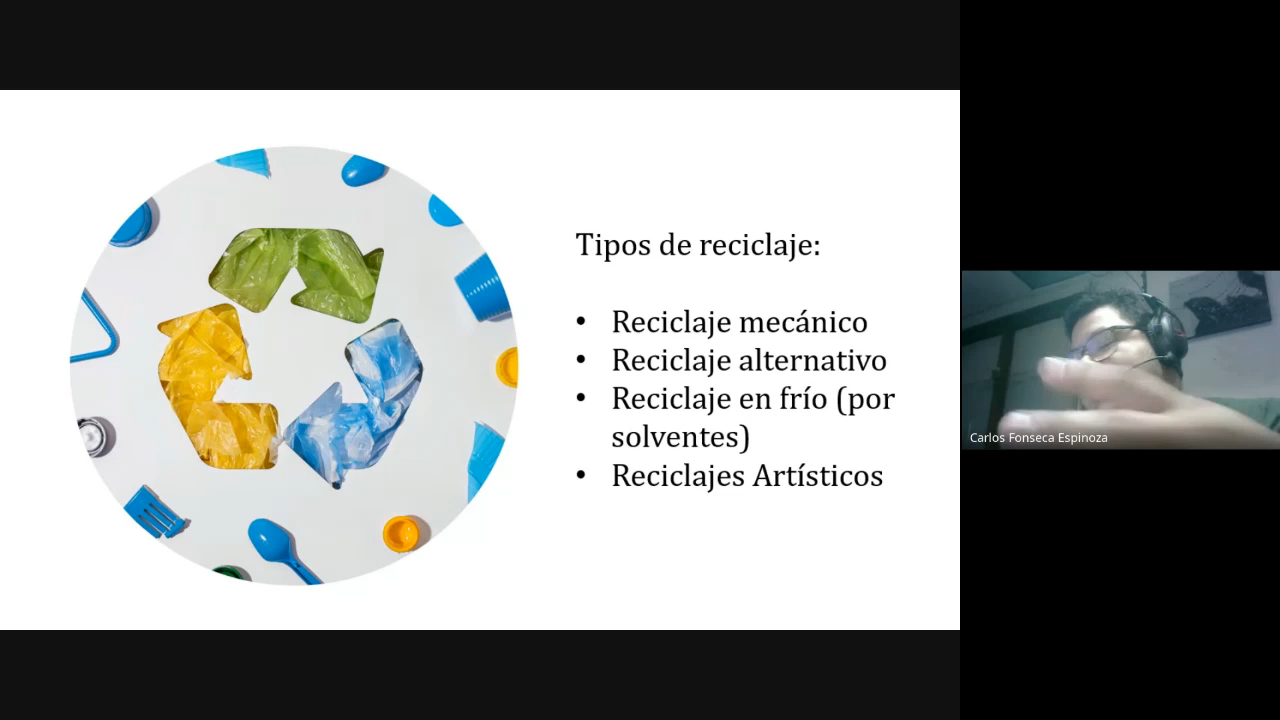 Tipos de reciclaje:
• Reciclaje mecánico
• Reciclaje alternativo
• Reciclaje en frío (por
solventes)
• Reciclajes Artísticos
Carlos Fonseca Espinoza